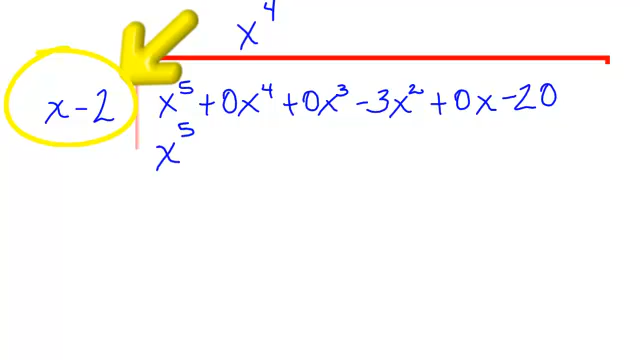 x⁴
x - 2 x⁵ + 0x⁴ + 0x³ - 3x² + 0x - 20
x⁵